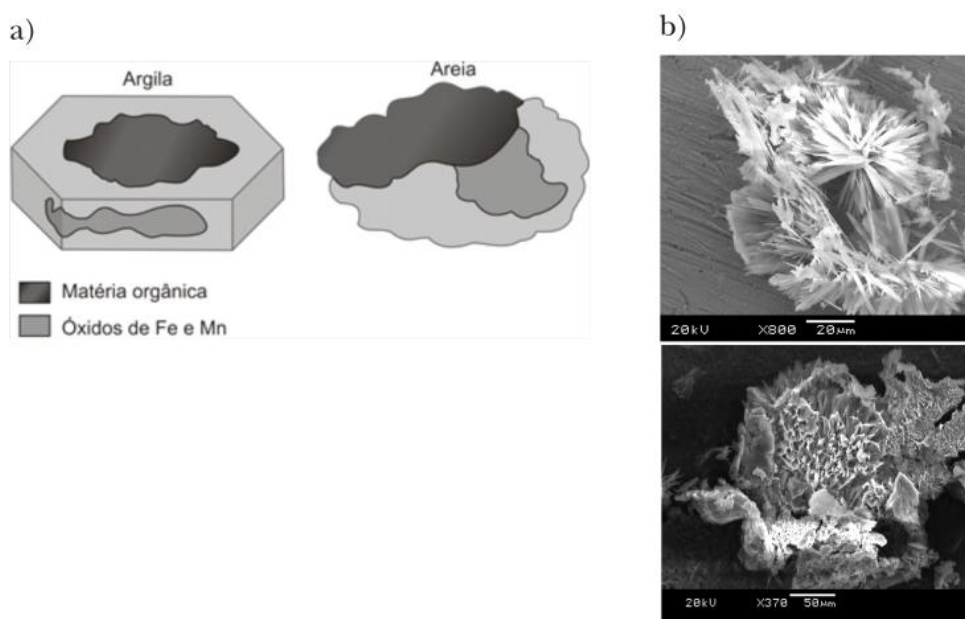 a)
Argila
Areia
Matéria orgânica
Óxidos de Fe e Mn
b)
20kV X800 20µm
20kV X370 50µm